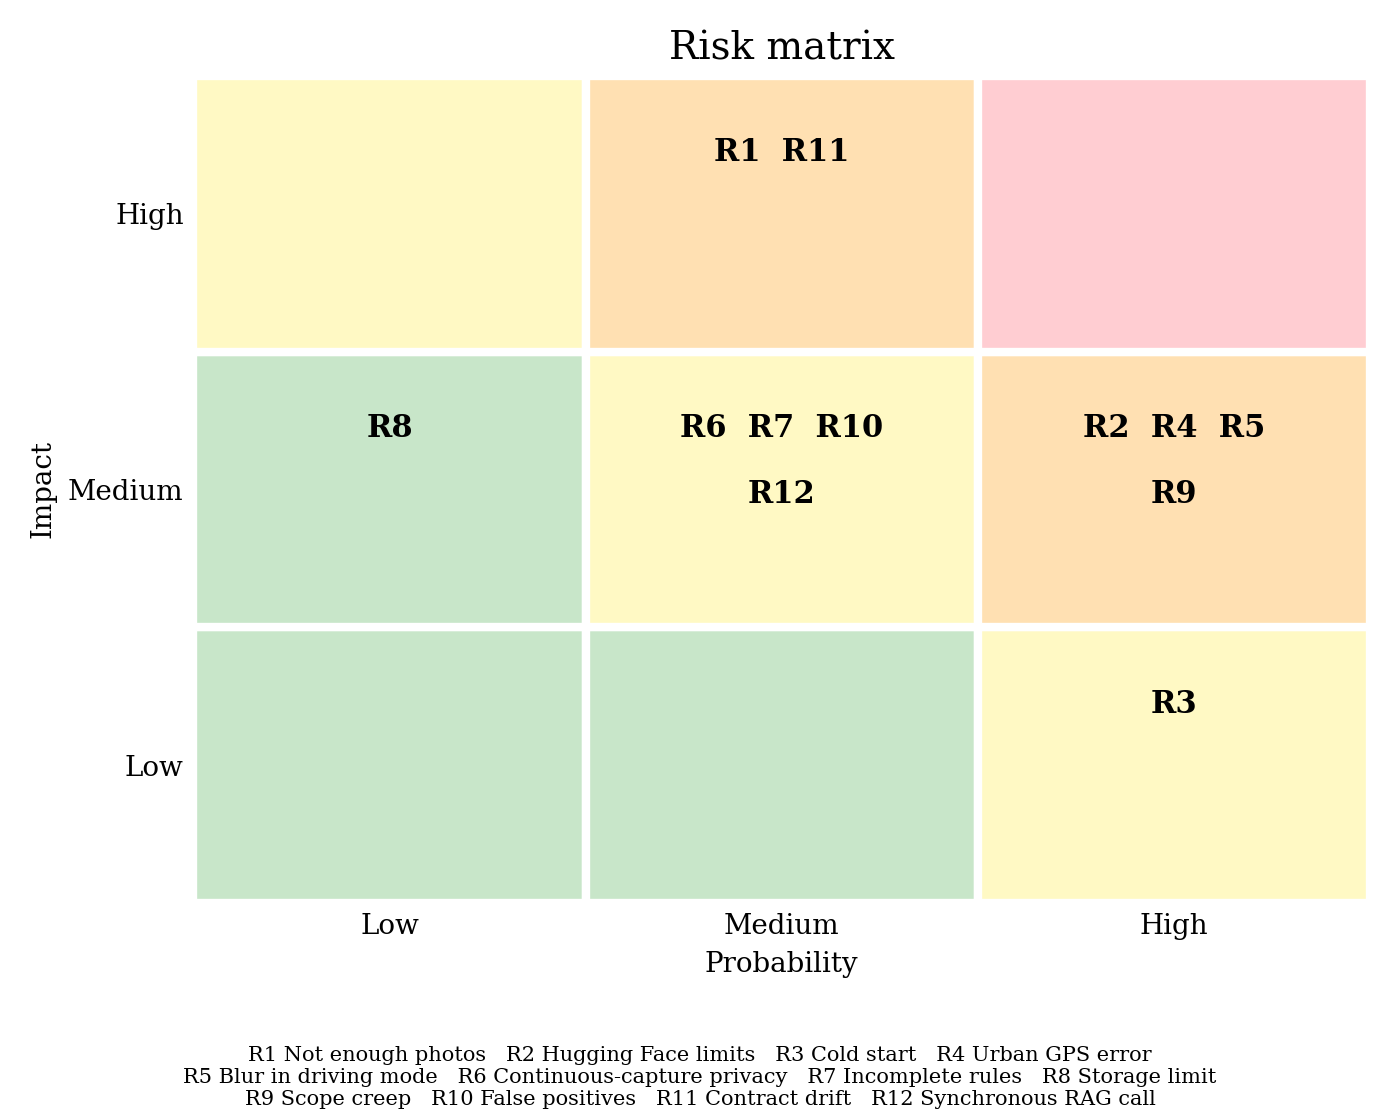 Risk matrix
R1 R11
High
R8
R6 R7 R10
R2 R4 R5
Impact
Medium
R12
R9
R3
Low
Low
Medium
High
Probability
R1 Not enough photos R2 Hugging Face limits R3 Cold start R4 Urban GPS error
R5 Blur in driving mode R6 Continuous-capture privacy R7 Incomplete rules R8 Storage limit
R9 Scope creep R10 False positives R11 Contract drift R12 Synchronous RAG call